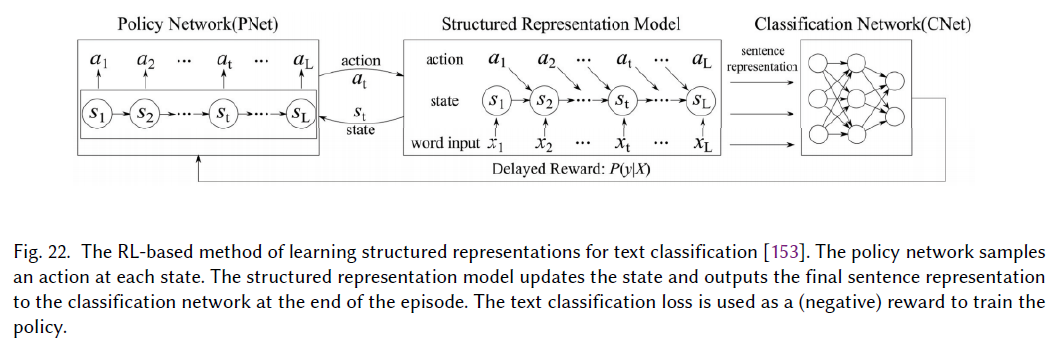 Policy Network(PNet) Structured Representation Model Classification Network(CNet)
a1 a2 ... at ... aL action action a1 a2 ... at ... aL sentence
at representation
S1 S2 ... St ... SL St state S1 S2 ... St ... SL
state
word input x1 x2 ... xt ... xL
Delayed Reward: P(y|X)
Fig. 22. The RL-based method of learning structured representations for text classification [153]. The policy network samples
an action at each state. The structured representation model updates the state and outputs the final sentence representation
to the classification network at the end of the episode. The text classification loss is used as a (negative) reward to train the
policy.